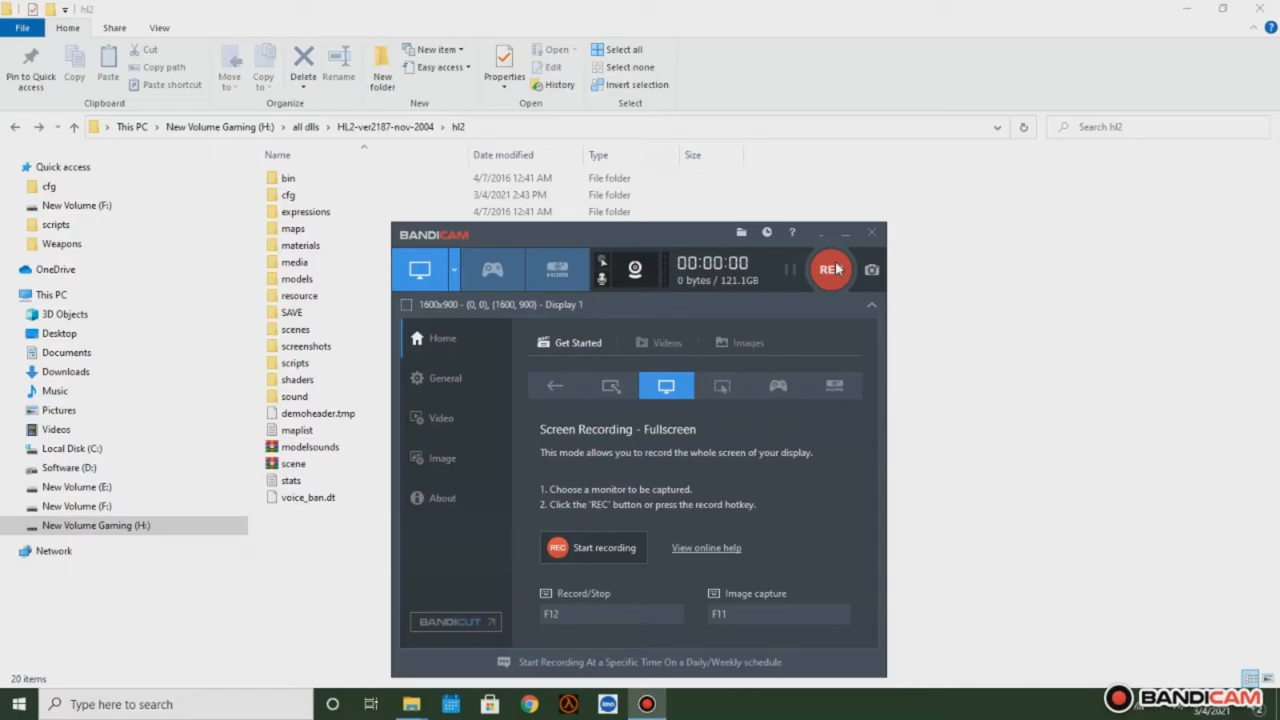 hl2
File Home Share View
Pin to Quick access
Copy
Paste
Cut
Copy path
Paste shortcut
Clipboard
Move to
Copy to
Delete
Rename
Organize
New folder
New item
Easy access
New
Properties
Open
Edit
History
Open
Select all
Select none
Invert selection
Select
This PC New Volume Gaming (H:) all dlls HL2-ver2187-nov-2004 hl2
Search hl2
Name Date modified Type Size
Quick access
cfg
New Volume (F:)
scripts
Weapons
OneDrive
This PC
3D Objects
Desktop
Documents
Downloads
Music
Pictures
Videos
Local Disk (C:)
Software (D:)
New Volume (E:)
New Volume (F:)
New Volume Gaming (H:)
Network
bin 4/7/2016 12:41 AM File folder
cfg 3/4/2021 2:43 PM File folder
expressions 4/7/2016 12:41 AM File folder
maps
materials
media
models
resource
SAVE
scenes
screenshots
scripts
shaders
sound
demoheader.tmp
maplist
modelsounds
scene
stats
voice_ban.dt
BANDICAM
?
00:00:00
0 bytes / 121.1GB
REC
1600x900 - (0, 0), (1600, 900) - Display 1
Home
General
Video
Image
About
BANDICUT
Get Started Videos Images
Screen Recording - Fullscreen
This mode allows you to record the whole screen of your display.
1. Choose a monitor to be captured.
2. Click the 'REC' button or press the record hotkey.
REC Start recording View online help
Record/Stop Image capture
F12 F11
Start Recording At a Specific Time On a Daily/Weekly schedule
20 items
Type here to search
imo
BANDICAM
3/4/2021
2